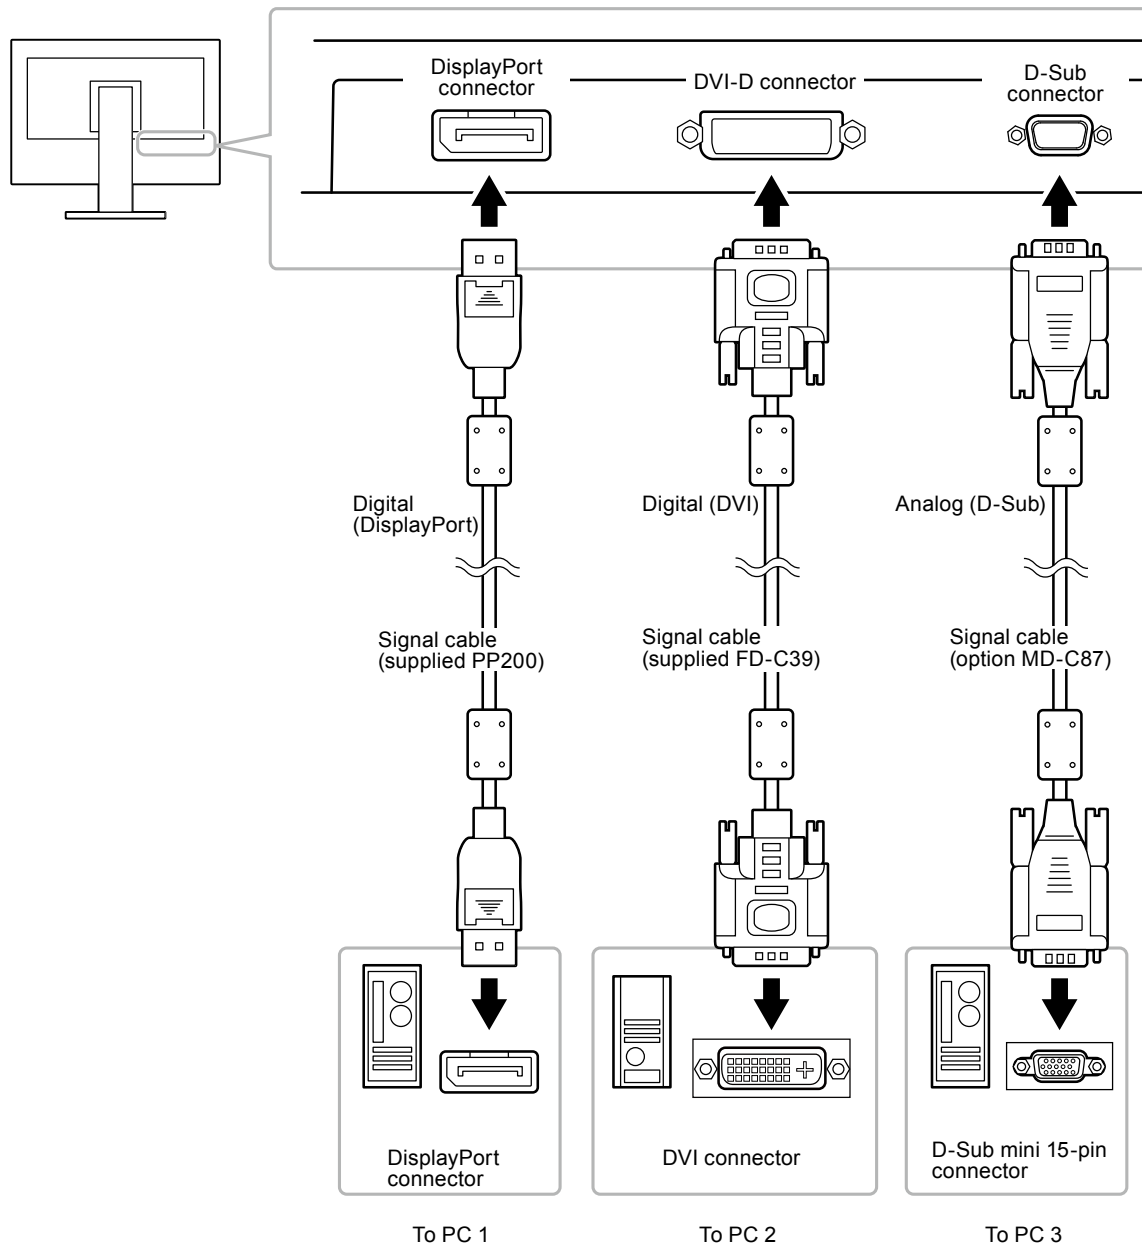 DisplayPort
connector
DVI-D connector
D-Sub
connector
Digital
(DisplayPort)
Digital (DVI)
Analog (D-Sub)
Signal cable
(supplied PP200)
Signal cable
(supplied FD-C39)
Signal cable
(option MD-C87)
DisplayPort
connector
DVI connector
D-Sub mini 15-pin
connector
To PC 1
To PC 2
To PC 3